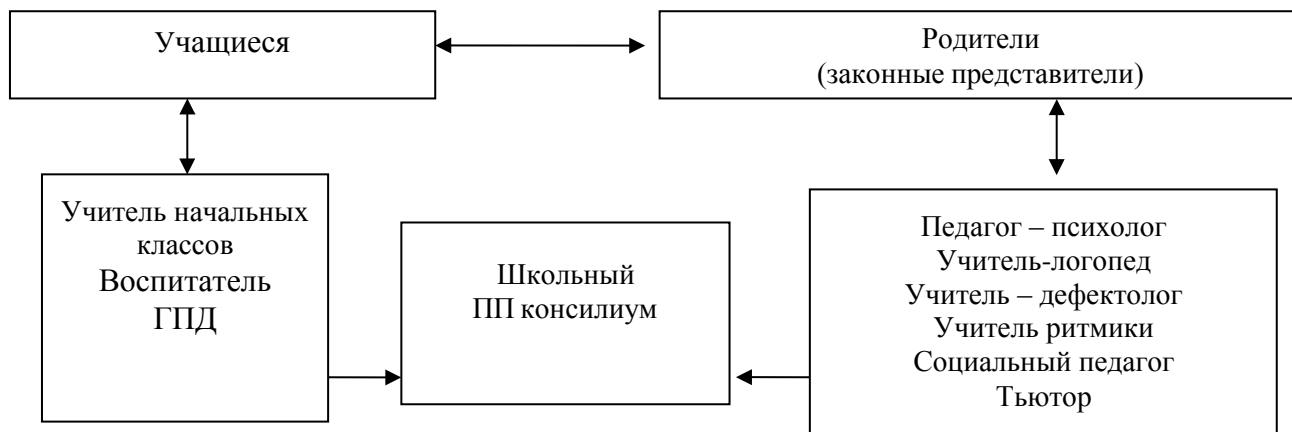 Учащиеся
Родители
(законные представители)
Учитель начальных
классов
Воспитатель
ГПД
Школьный
ПП консилиум
Педагог – психолог
Учитель-логопед
Учитель – дефектолог
Учитель ритмики
Социальный педагог
Тьютор